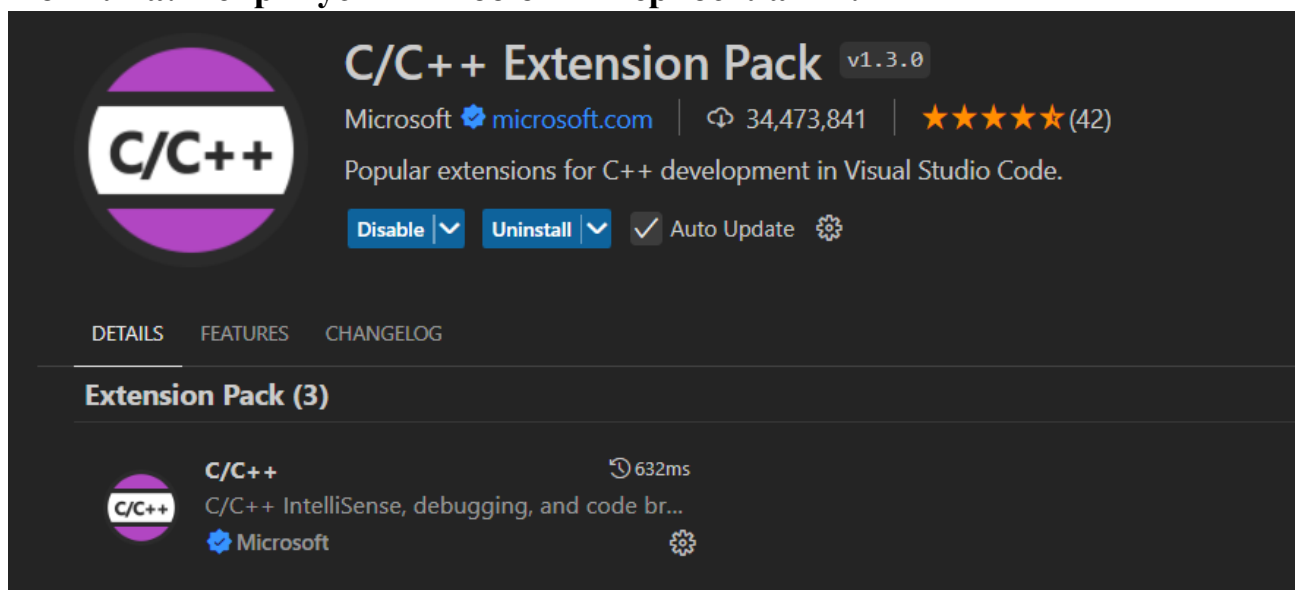 C/C++
C/C++ Extension Pack v1.3.0
Microsoft microsoft.com 34,473,841 (42)
Popular extensions for C++ development in Visual Studio Code.
Disable Uninstall Auto Update
DETAILS FEATURES CHANGELOG
Extension Pack (3)
C/C++ 632ms
C/C++
C/C++ IntelliSense, debugging, and code br...
Microsoft